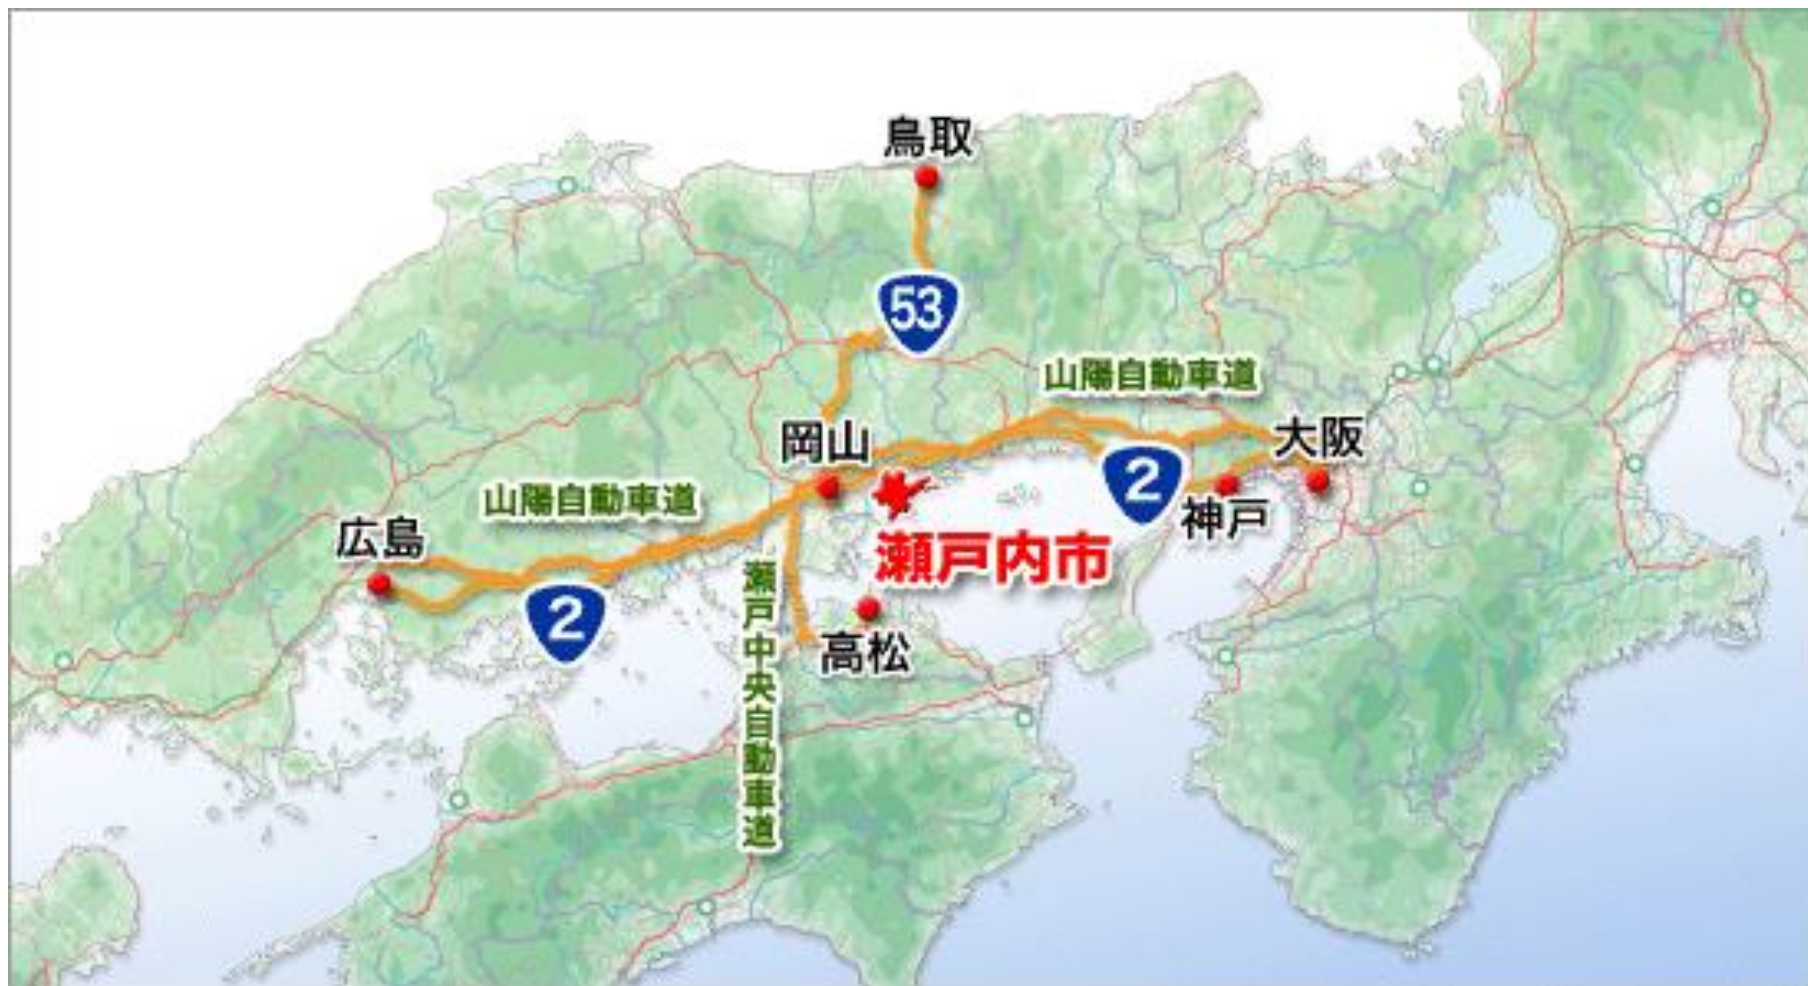 鳥取
53
山陽自動車道
岡山
大阪
2
山陽自動車道
神戸
広島
瀬戸内市
2
高松
瀬戸中央自動車道